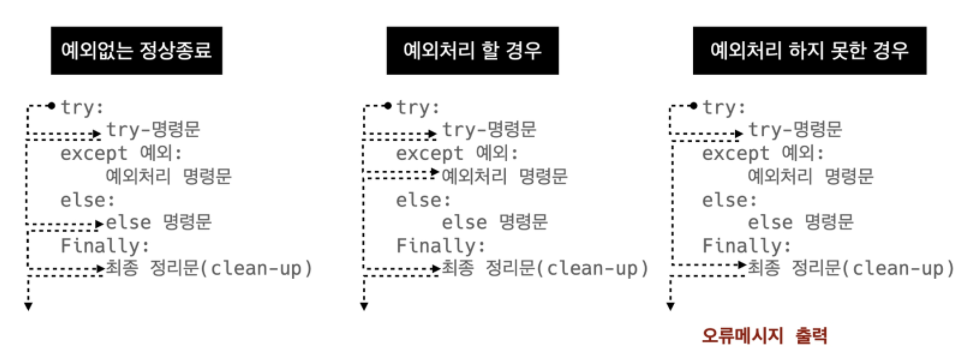 예외없는 정상종료
try:
try-명령문
except 예외:
예외처리 명령문
else:
else 명령문
Finally:
최종 정리문(clean-up)
예외처리 할 경우
try:
try-명령문
except 예외:
예외처리 명령문
else:
else 명령문
Finally:
최종 정리문(clean-up)
예외처리 하지 못한 경우
try:
try-명령문
except 예외:
예외처리 명령문
else:
else 명령문
Finally:
최종 정리문(clean-up)
오류메시지 출력